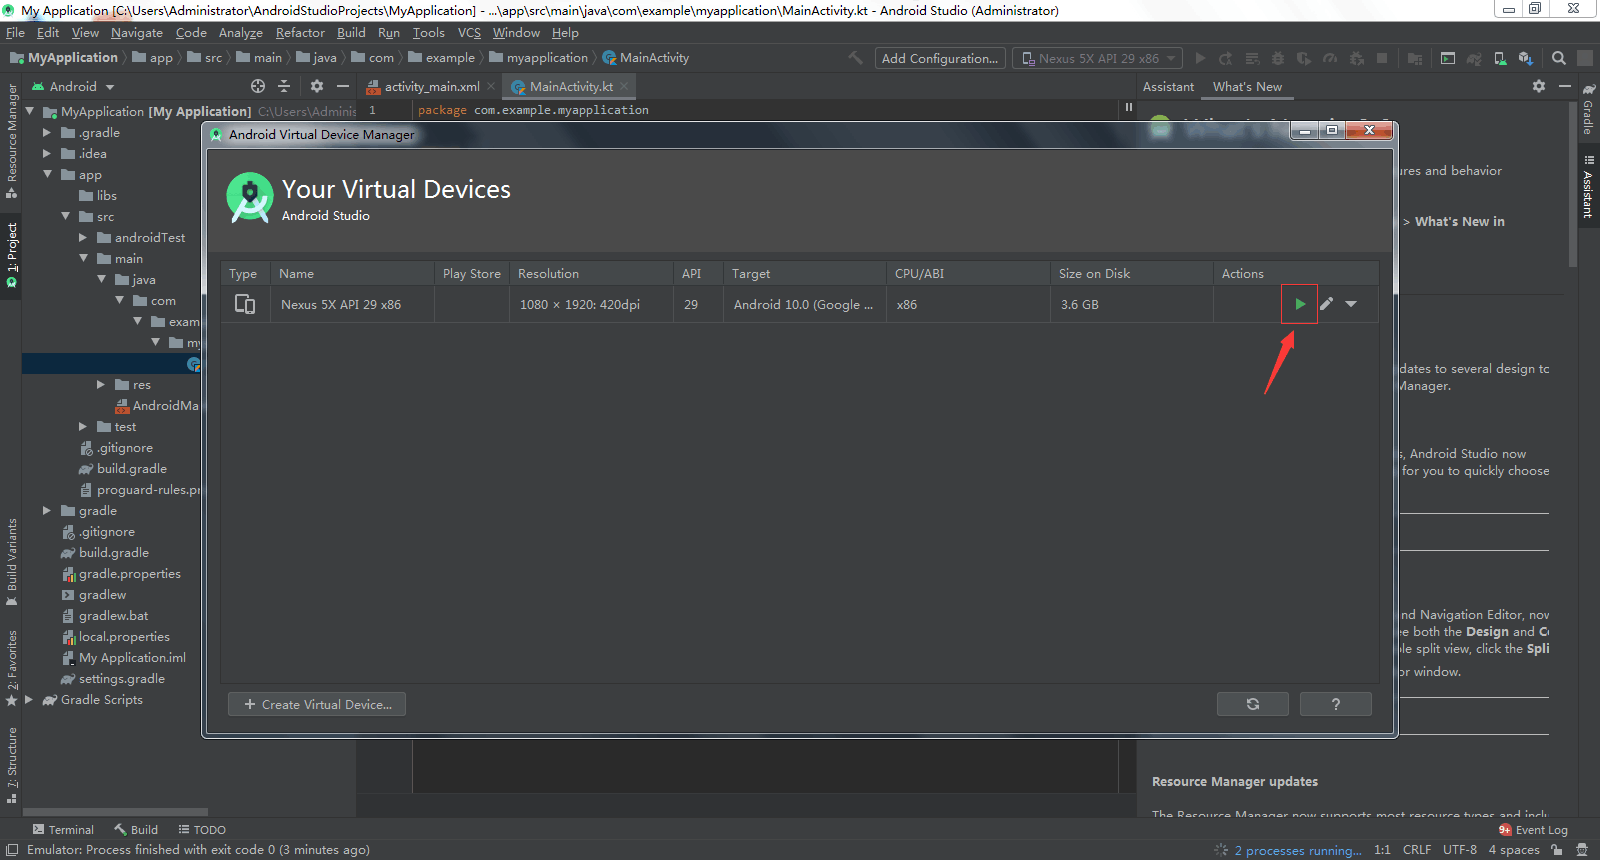 My Application [C:\Users\Administrator\AndroidStudioProjects\MyApplication] - ...\app\src\main\java\com\example\myapplication\MainActivity.kt - Android Studio (Administrator)
File Edit View Navigate Code Analyze Refactor Build Run Tools VCS Window Help
MyApplication app src main java com example myapplication MainActivity Add Configuration... Nexus 5X API 29 x86
Android activity_main.xml MainActivity.kt Assistant What's New
MyApplication [My Application] C:\Users\Adminis
1 package com.example.myapplication
.gradle
.idea
app
libs
src
androidTest
main
java
com
exam
my
res
AndroidMa
test
.gitignore
build.gradle
proguard-rules.pr
gradle
.gitignore
build.gradle
gradle.properties
gradlew
gradlew.bat
local.properties
My Application.iml
settings.gradle
Gradle Scripts
Resource Manager
1: Project
Build Variants
2: Favorites
7: Structure
Android Virtual Device Manager
Your Virtual Devices
Android Studio
Type Name Play Store Resolution API Target CPU/ABI Size on Disk Actions
Nexus 5X API 29 x86 1080 × 1920: 420dpi 29 Android 10.0 (Google ... x86 3.6 GB
+ Create Virtual Device...
?
ures and behavior
> What's New in
dates to several design to
Manager.
s, Android Studio now
for you to quickly choose
nd Navigation Editor, now
ee both the Design and Co
ple split view, click the Spli
or window.
Resource Manager updates
The Resource Manager now supports most resource types and inclu
Gradle
Assistant
Terminal Build TODO 9+ Event Log
Emulator: Process finished with exit code 0 (3 minutes ago) 2 processes running... 1:1 CRLF UTF-8 4 spaces